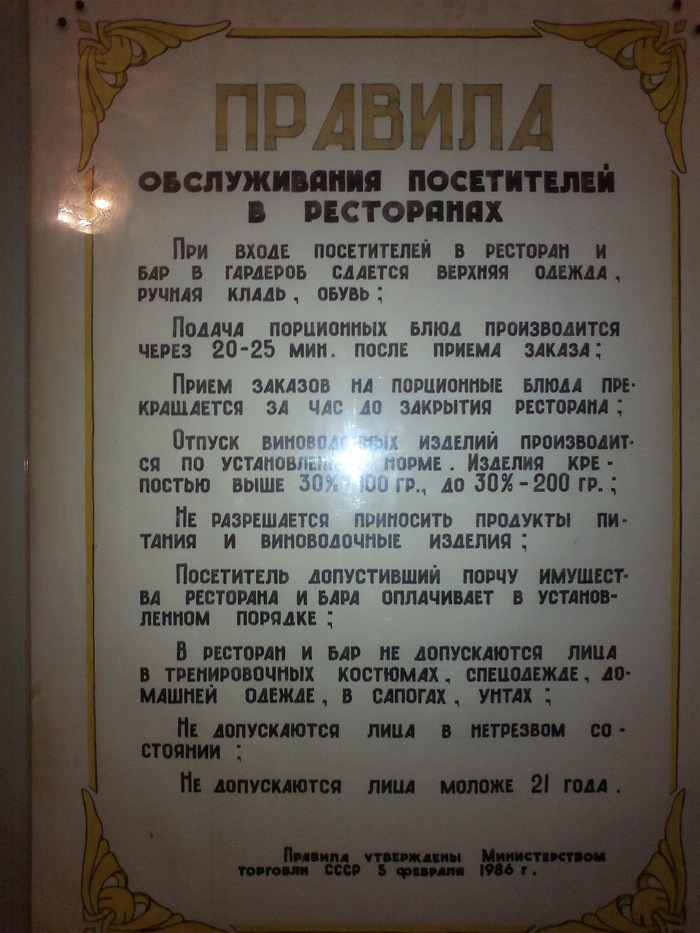 ПРАВИЛА
ОБСЛУЖИВАНИЯ ПОСЕТИТЕЛЕЙ
В РЕСТОРАНАХ
ПРИ ВХОДЕ ПОСЕТИТЕЛЕЙ В РЕСТОРАН И
БАР В ГАРДЕРОБ СДАЕТСЯ ВЕРХНЯЯ ОДЕЖДА,
РУЧНАЯ КЛАДЬ, ОБУВЬ;
ПОДАЧА ПОРЦИОННЫХ БЛЮД ПРОИЗВОДИТСЯ
ЧЕРЕЗ 20-25 МИН. ПОСЛЕ ПРИЕМА ЗАКАЗА;
ПРИЕМ ЗАКАЗОВ НА ПОРЦИОННЫЕ БЛЮДА ПРЕ-
КРАЩАЕТСЯ ЗА ЧАС ДО ЗАКРЫТИЯ РЕСТОРАНА;
ОТПУСК ВИНОВОДОЧНЫХ ИЗДЕЛИЙ ПРОИЗВОДИТ-
СЯ ПО УСТАНОВЛЕННОЙ НОРМЕ. ИЗДЕЛИЯ КРЕ-
ПОСТЬЮ ВЫШЕ 30%-100 ГР., ДО 30%-200 ГР.;
НЕ РАЗРЕШАЕТСЯ ПРИНОСИТЬ ПРОДУКТЫ ПИ-
ТАНИЯ И ВИНОВОДОЧНЫЕ ИЗДЕЛИЯ;
ПОСЕТИТЕЛЬ ДОПУСТИВШИЙ ПОРЧУ ИМУЩЕСТ-
ВА РЕСТОРАНА И БАРА ОПЛАЧИВАЕТ В УСТАНОВ-
ЛЕННОМ ПОРЯДКЕ;
В РЕСТОРАН И БАР НЕ ДОПУСКАЮТСЯ ЛИЦА
В ТРЕНИРОВОЧНЫХ КОСТЮМАХ, СПЕЦОДЕЖДЕ, ДО-
МАШНЕЙ ОДЕЖДЕ, В САПОГАХ, УНТАХ;
НЕ ДОПУСКАЮТСЯ ЛИЦА В НЕТРЕЗВОМ СО-
СТОЯНИИ;
НЕ ДОПУСКАЮТСЯ ЛИЦА МОЛОЖЕ 21 ГОДА.
ПРАВИЛА УТВЕРЖДЕНЫ МИНИСТЕРСТВОМ
ТОРГОВЛИ СССР 5 ФЕВРАЛЯ 1986 Г.